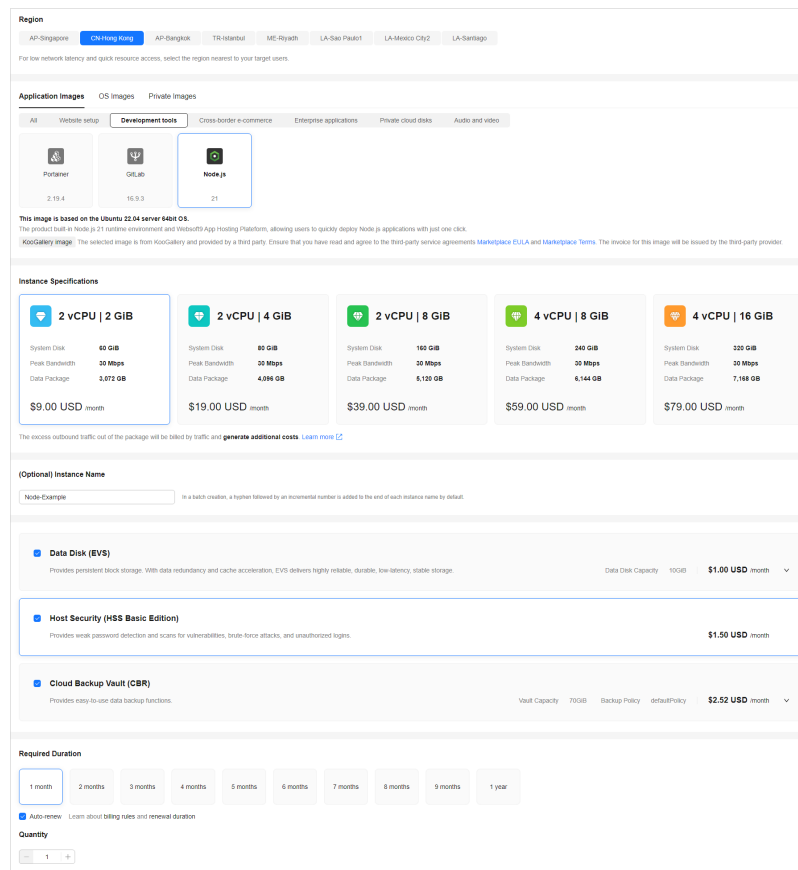 Region
AP-Singapore CN-Hong Kong AP-Bangkok TR-Istanbul ME-Riyadh LA-Sao Paulo1 LA-Mexico City2 LA-Santiago
For low network latency and quick resource access, select the region nearest to your target users.
Application Images OS Images Private Images
All Website setup Development tools Cross-border e-commerce Enterprise applications Private cloud disks Audio and video
Portainer GitLab Node.js
2.19.4 16.9.3 21
This image is based on the Ubuntu 22.04 server 64bit OS.
The product built-in Node.js 21 runtime environment and Websoft9 App Hosting Plateform, allowing users to quickly deploy Node.js applications with just one click.
KooGallery image The selected image is from KooGallery and provided by a third party. Ensure that you have read and agree to the third-party service agreements Marketplace EULA and Marketplace Terms. The invoice for this image will be issued by the third-party provider.
Instance Specifications
2 vCPU | 2 GiB 2 vCPU | 4 GiB 2 vCPU | 8 GiB 4 vCPU | 8 GiB 4 vCPU | 16 GiB
System Disk 60 GiB System Disk 80 GiB System Disk 160 GiB System Disk 240 GiB System Disk 320 GiB
Peak Bandwidth 30 Mbps Peak Bandwidth 30 Mbps Peak Bandwidth 30 Mbps Peak Bandwidth 30 Mbps Peak Bandwidth 30 Mbps
Data Package 3,072 GB Data Package 4,096 GB Data Package 5,120 GB Data Package 6,144 GB Data Package 7,168 GB
$9.00 USD /month $19.00 USD /month $39.00 USD /month $59.00 USD /month $79.00 USD /month
The excess outbound traffic out of the package will be billed by traffic and generate additional costs. Learn more
(Optional) Instance Name
Node-Example In a batch creation, a hyphen followed by an incremental number is added to the end of each instance name by default.
Data Disk (EVS)
Provides persistent block storage. With data redundancy and cache acceleration, EVS delivers highly reliable, durable, low-latency, stable storage. Data Disk Capacity 10GiB $1.00 USD /month
Host Security (HSS Basic Edition)
Provides weak password detection and scans for vulnerabilities, brute-force attacks, and unauthorized logins. $1.50 USD /month
Cloud Backup Vault (CBR)
Provides easy-to-use data backup functions. Vault Capacity 70GiB Backup Policy defaultPolicy $2.52 USD /month
Required Duration
1 month 2 months 3 months 4 months 5 months 6 months 7 months 8 months 9 months 1 year
Auto-renew Learn about billing rules and renewal duration
Quantity
1